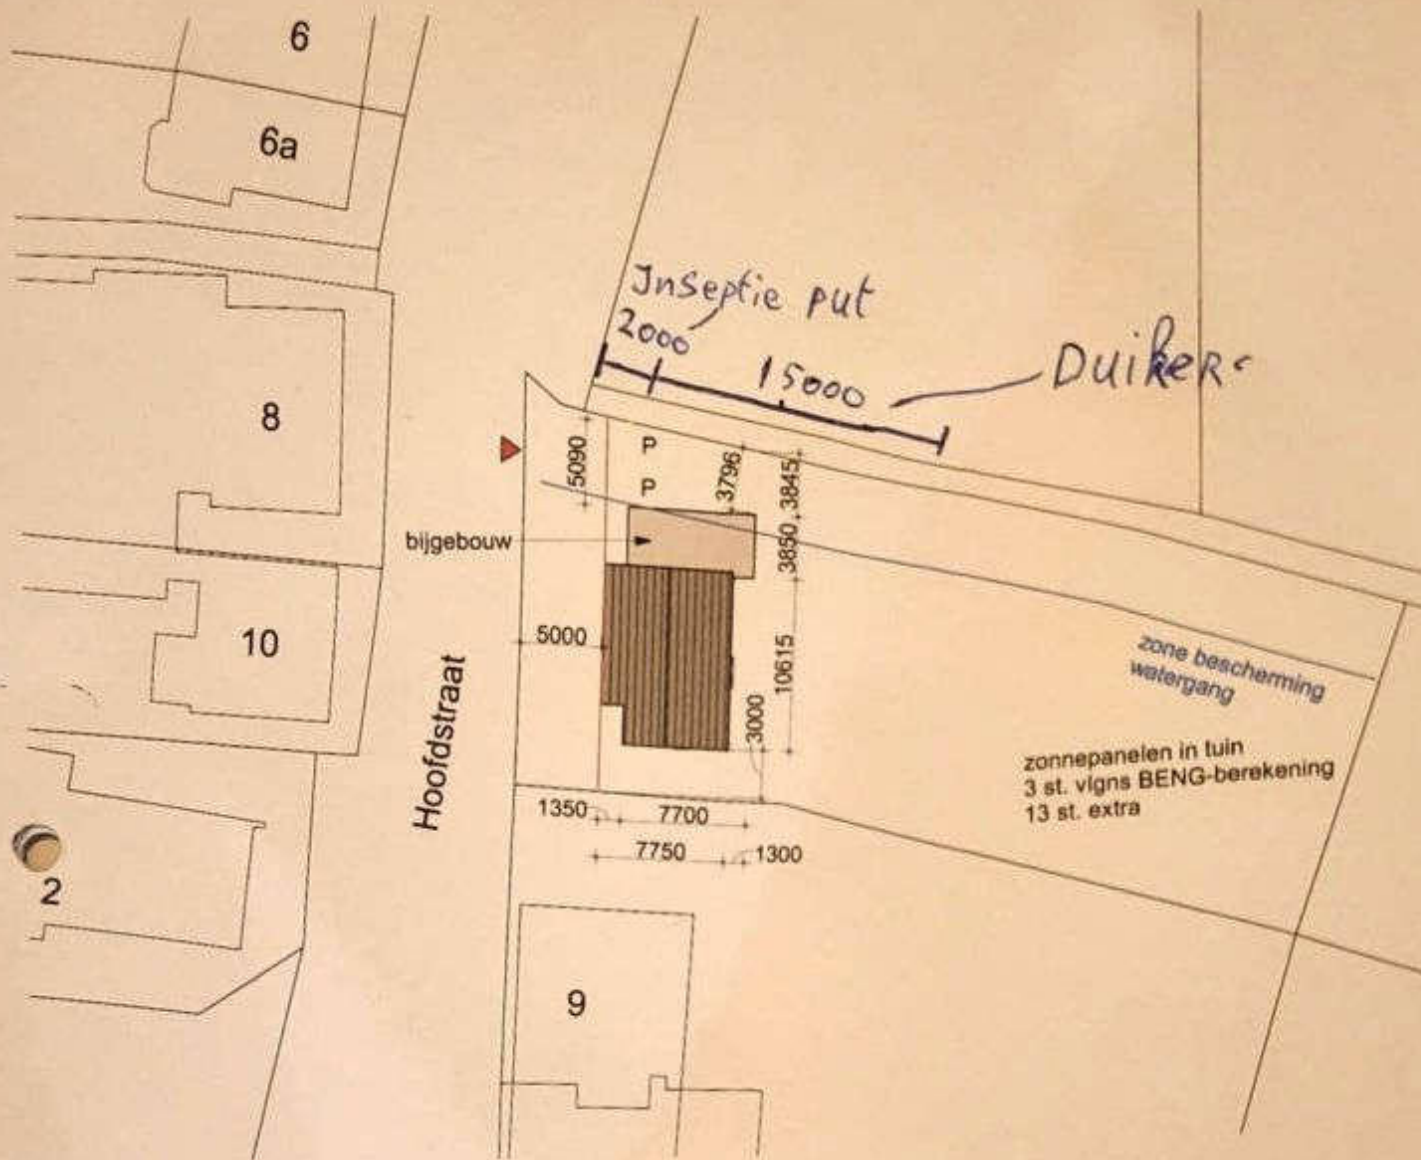 6
6a
Jnseptie put
2000
15000
Duiker
8
5090
P
P
3796
3845
bijgebouw
3850
10
5000
10615
Hoofdstraat
3000
zone bescherming
watergang
zonnepanelen in tuin
3 st. vlgns BENG-berekening
13 st. extra
1350
7700
7750
1300
2
9